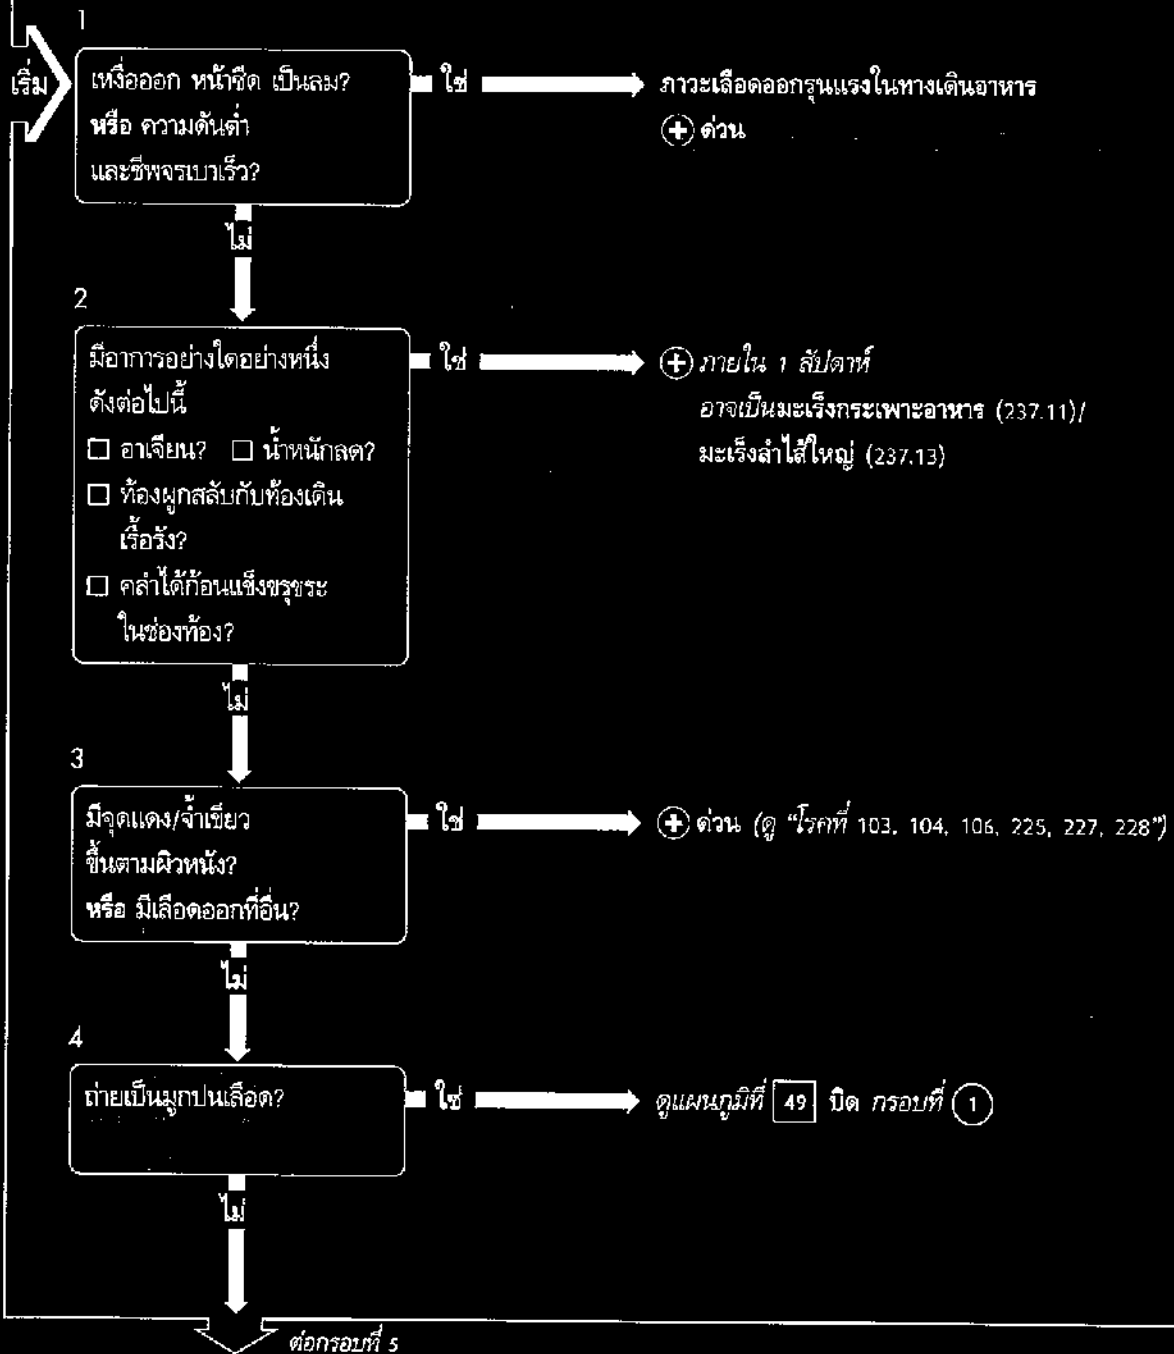 เริ่ม
1
เหงื่อออก หน้าซีด เป็นลม?
หรือ ความดันต่ำ
และชีพจรเบาเร็ว?
ใช่
ภาวะเลือดออกรุนแรงในทางเดินอาหาร
+ ด่วน
ไม่
2
มีอาการอย่างใดอย่างหนึ่ง
ดังต่อไปนี้
☐ อาเจียน? ☐ น้ำหนักลด?
☐ ท้องผูกสลับกับท้องเดิน
เรื้อรัง?
☐ คลำได้ก้อนแข็งขรุขระ
ในช่องท้อง?
ใช่
+ ภายใน 1 สัปดาห์
อาจเป็นมะเร็งกระเพาะอาหาร (237.11)/
มะเร็งลำไส้ใหญ่ (237.13)
ไม่
3
มีจุดแดง/จ้ำเขียว
ขึ้นตามผิวหนัง?
หรือ มีเลือดออกที่อื่น?
ใช่
+ ด่วน (ดู "โรคที่ 103, 104, 106, 225, 227, 228")
ไม่
4
ถ่ายเป็นมูกปนเลือด?
ใช่
ดูแผนภูมิที่ 49 บิด กรอบที่ 1
ไม่
ต่อกรอบที่ 5